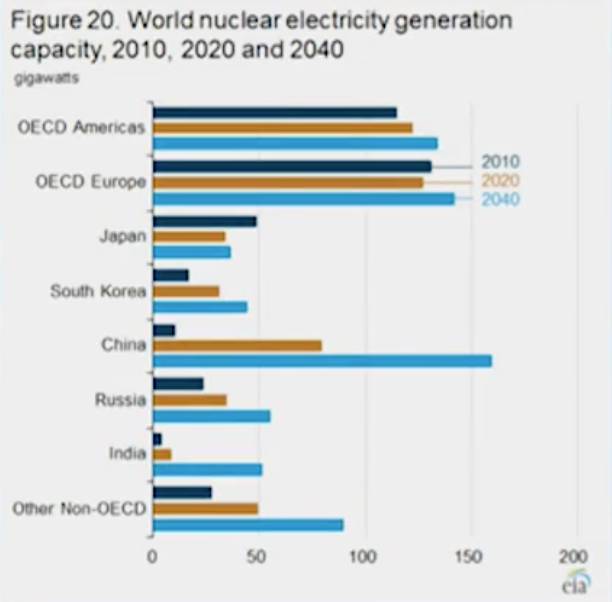 Figure 20. World nuclear electricity generation
capacity, 2010, 2020 and 2040
gigawatts
OECD Americas
OECD Europe
2010
2020
2040
Japan
South Korea
China
Russia
India
Other Non-OECD
0 50 100 150 200
eia